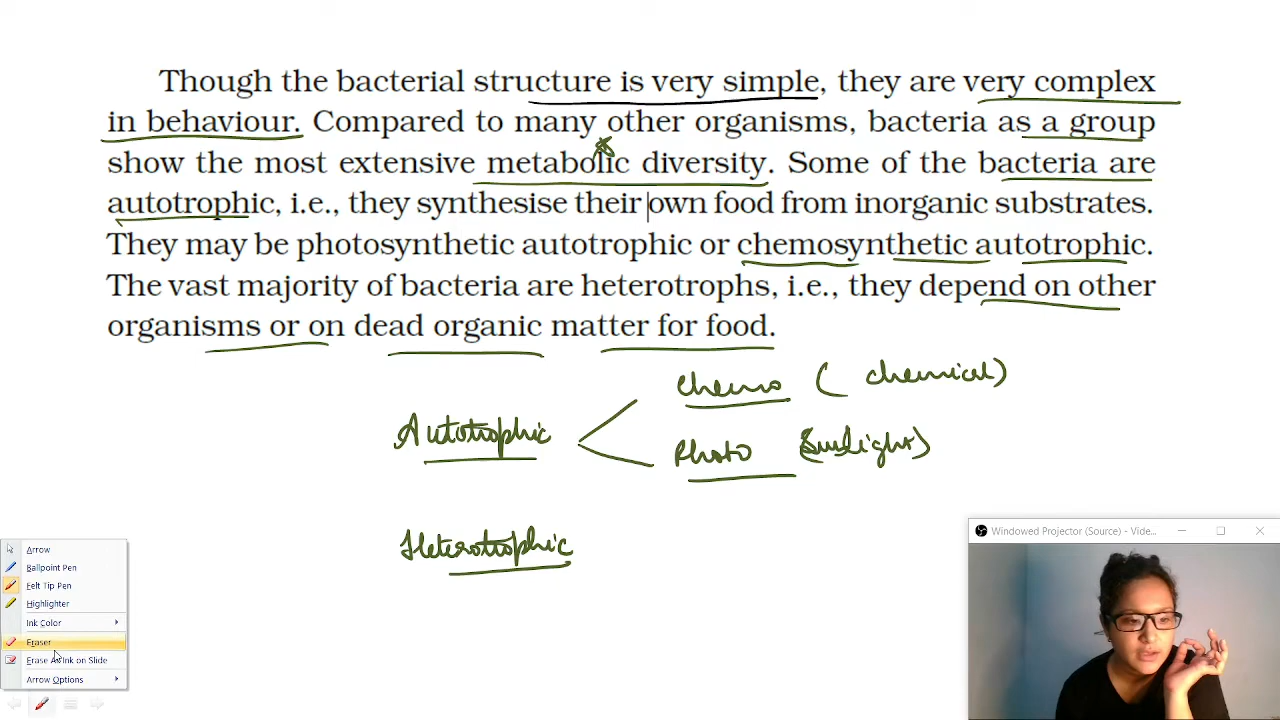 Though the bacterial structure is very simple, they are very complex
in behaviour. Compared to many other organisms, bacteria as a group
show the most extensive metabolic diversity. Some of the bacteria are
autotrophic, i.e., they synthesise their own food from inorganic substrates.
They may be photosynthetic autotrophic or chemosynthetic autotrophic.
The vast majority of bacteria are heterotrophs, i.e., they depend on other
organisms or on dead organic matter for food.
Chemo (chemical)
Autotrophic
Photo (Sunlight)
Heterotrophic
Arrow
Ballpoint Pen
Felt Tip Pen
Highlighter
Ink Color
Eraser
Erase All Ink on Slide
Arrow Options
Windowed Projector (Source) - Vide...